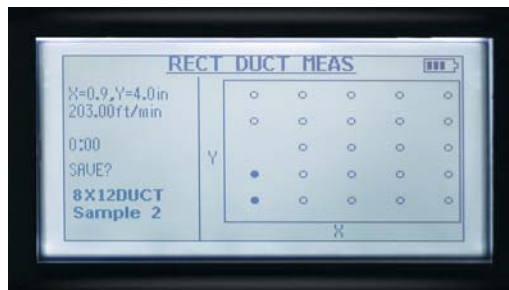 RECT DUCT MEAS
X=0.9,Y=4.0in
203.00ft/min
0:00
SAVE?
8X12DUCT
Sample 2
Y
X